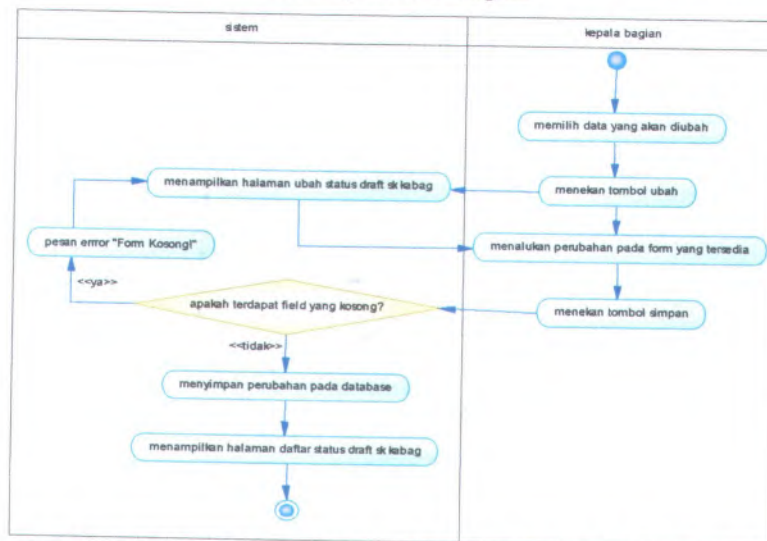 sistem
kepala bagian
memilih data yang akan diubah
menampilkan halaman ubah status draft sk kabag
menekan tombol ubah
pesan errror "Form Kosong!"
menalukan perubahan pada form yang tersedia
<<ya>>
apakah terdapat field yang kosong?
menekan tombol simpan
<<tidak>>
menyimpan perubahan pada database
menampilkan halaman daftar status draft sk kabag